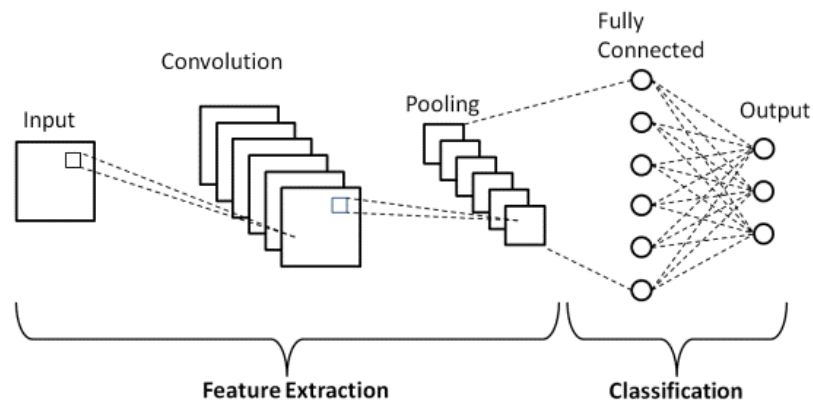 Input
Convolution
Pooling
Fully
Connected
Output
Feature Extraction
Classification